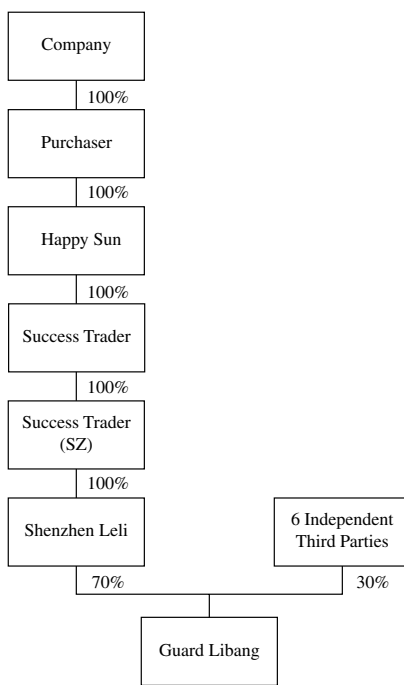 Company
100%
Purchaser
100%
Happy Sun
100%
Success Trader
100%
Success Trader
(SZ)
100%
Shenzhen Leli
6 Independent
Third Parties
70%
30%
Guard Libang